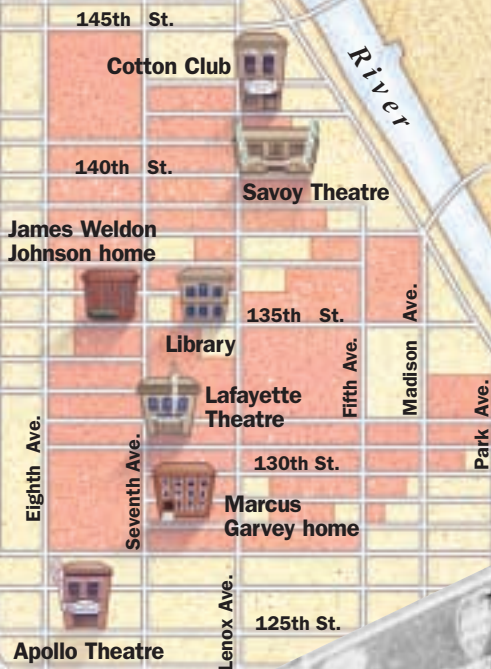 145th St.
Cotton Club
River
140th St.
Savoy Theatre
James Weldon
Johnson home
135th St.
Library
Fifth Ave.
Madison Ave.
Park Ave.
Lafayette
Theatre
Eighth Ave.
Seventh Ave.
130th St.
Marcus
Garvey home
Lenox Ave.
125th St.
Apollo Theatre